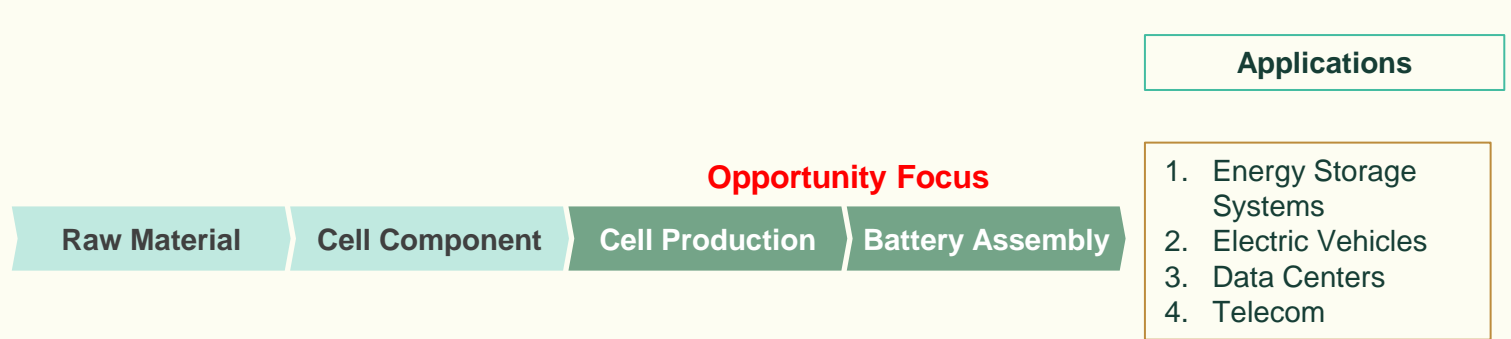 Applications
Opportunity Focus
Raw Material
Cell Component
Cell Production
Battery Assembly
1. Energy Storage
Systems
2. Electric Vehicles
3. Data Centers
4. Telecom